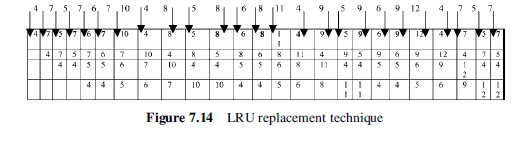 4 7 5 7 6 7 10 4 8 5 8 6 8 11 4 9 5 9 6 9 12 4 7 5 7
4 7 5 7 6 7 10 4 8 5 8 6 8 11 4 9 5 9 6 9 12 4 7 5 7
4 7 5 7 6 7 10 4 8 5 8 6 8 11 4 9 5 9 6 9 12 4 7 5
4 4 5 5 6 7 10 4 4 5 5 6 8 11 4 4 5 5 6 9 12 4 4
4 4 5 6 7 10 10 4 4 5 6 8 11 11 4 4 5 6 9 12 12
Figure 7.14 LRU replacement technique